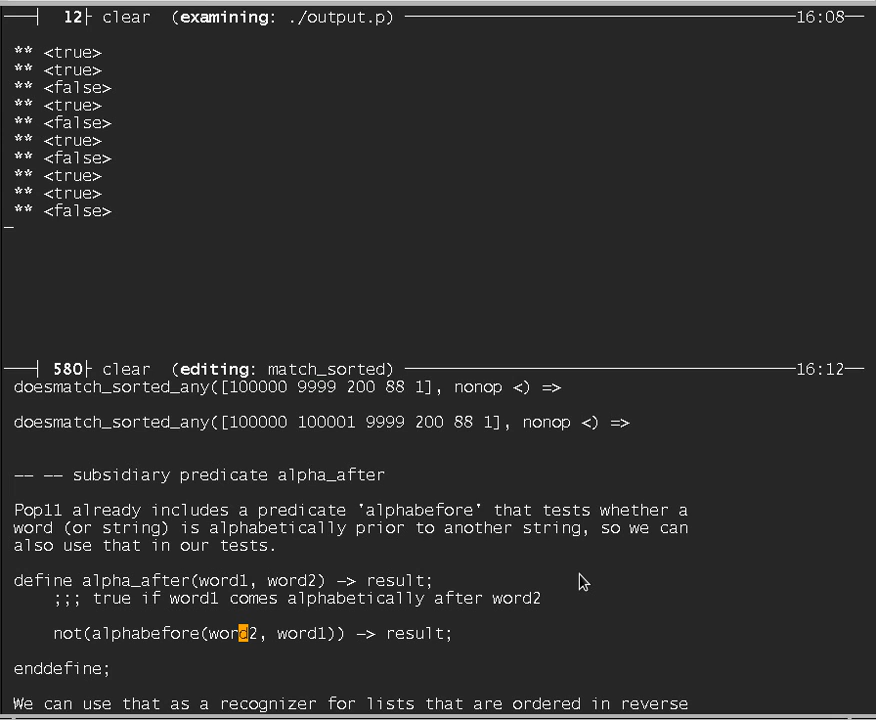 12 clear (examining: ./output.p) 16:08
** <true>
** <true>
** <false>
** <true>
** <false>
** <true>
** <false>
** <true>
** <true>
** <false>
580 clear (editing: match_sorted) 16:12
doesmatch_sorted_any([100000 9999 200 88 1], nonop <) =>
doesmatch_sorted_any([100000 100001 9999 200 88 1], nonop <) =>
-- -- subsidiary predicate alpha_after
Pop11 already includes a predicate 'alphabefore' that tests whether a
word (or string) is alphabetically prior to another string, so we can
also use that in our tests.
define alpha_after(word1, word2) -> result;
;;; true if word1 comes alphabetically after word2
not(alphabefore(word2, word1)) -> result;
enddefine;
We can use that as a recognizer for lists that are ordered in reverse